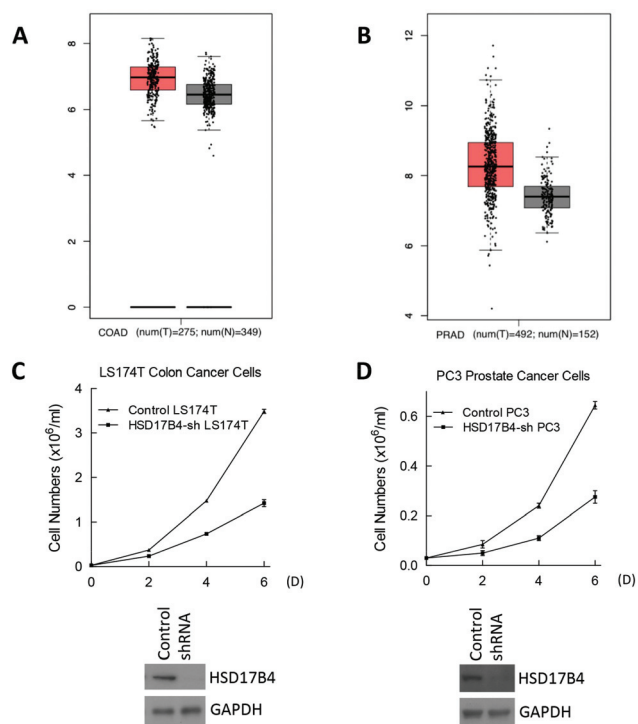 A
8
6
4
2
0
COAD (num(T)=275; num(N)=349)
B
12
10
8
6
4
PRAD (num(T)=492; num(N)=152)
C
LS174T Colon Cancer Cells
Cell Numbers (x10⁶/ml)
4
3
2
1
0
Control LS174T
HSD17B4-sh LS174T
0 2 4 6 (D)
Control
shRNA
HSD17B4
GAPDH
D
PC3 Prostate Cancer Cells
Cell Numbers (x10⁶/ml)
0.6
0.4
0.2
0.0
Control PC3
HSD17B4-sh PC3
0 2 4 6 (D)
Control
shRNA
HSD17B4
GAPDH